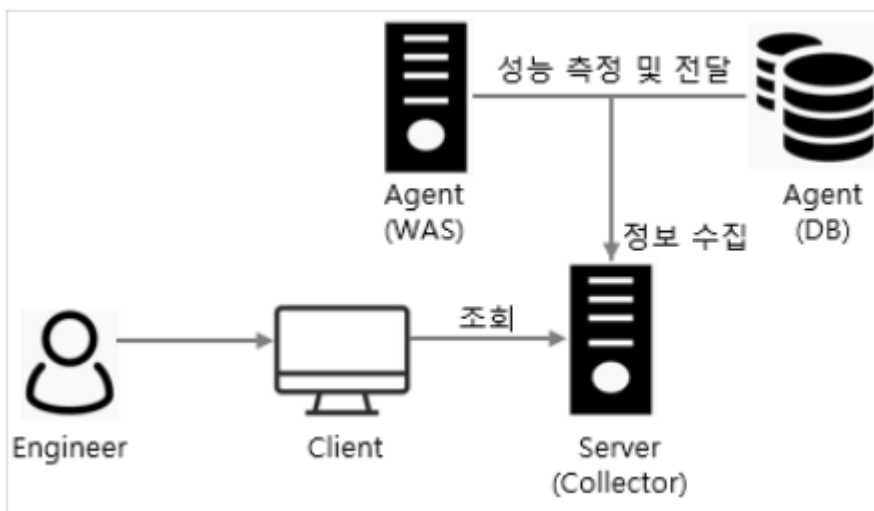 성능 측정 및 전달
Agent
(WAS)
Agent
(DB)
정보 수집
조회
Engineer
Client
Server
(Collector)